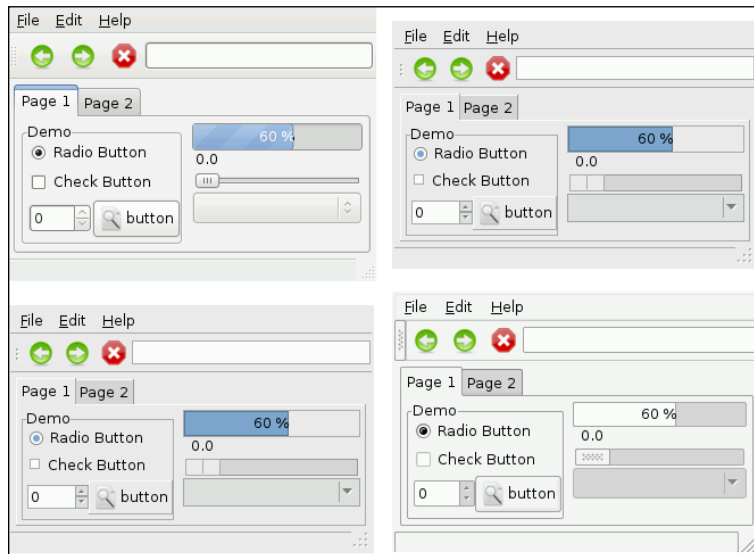 File Edit Help
Page 1 Page 2
Demo
60 %
Radio Button
0.0
Check Button
0
button
File Edit Help
Page 1 Page 2
Demo
60 %
Radio Button
0.0
Check Button
0
button
File Edit Help
Page 1 Page 2
Demo
60 %
Radio Button
0.0
Check Button
0
button
File Edit Help
Page 1 Page 2
Demo
60 %
Radio Button
0.0
Check Button
0
button